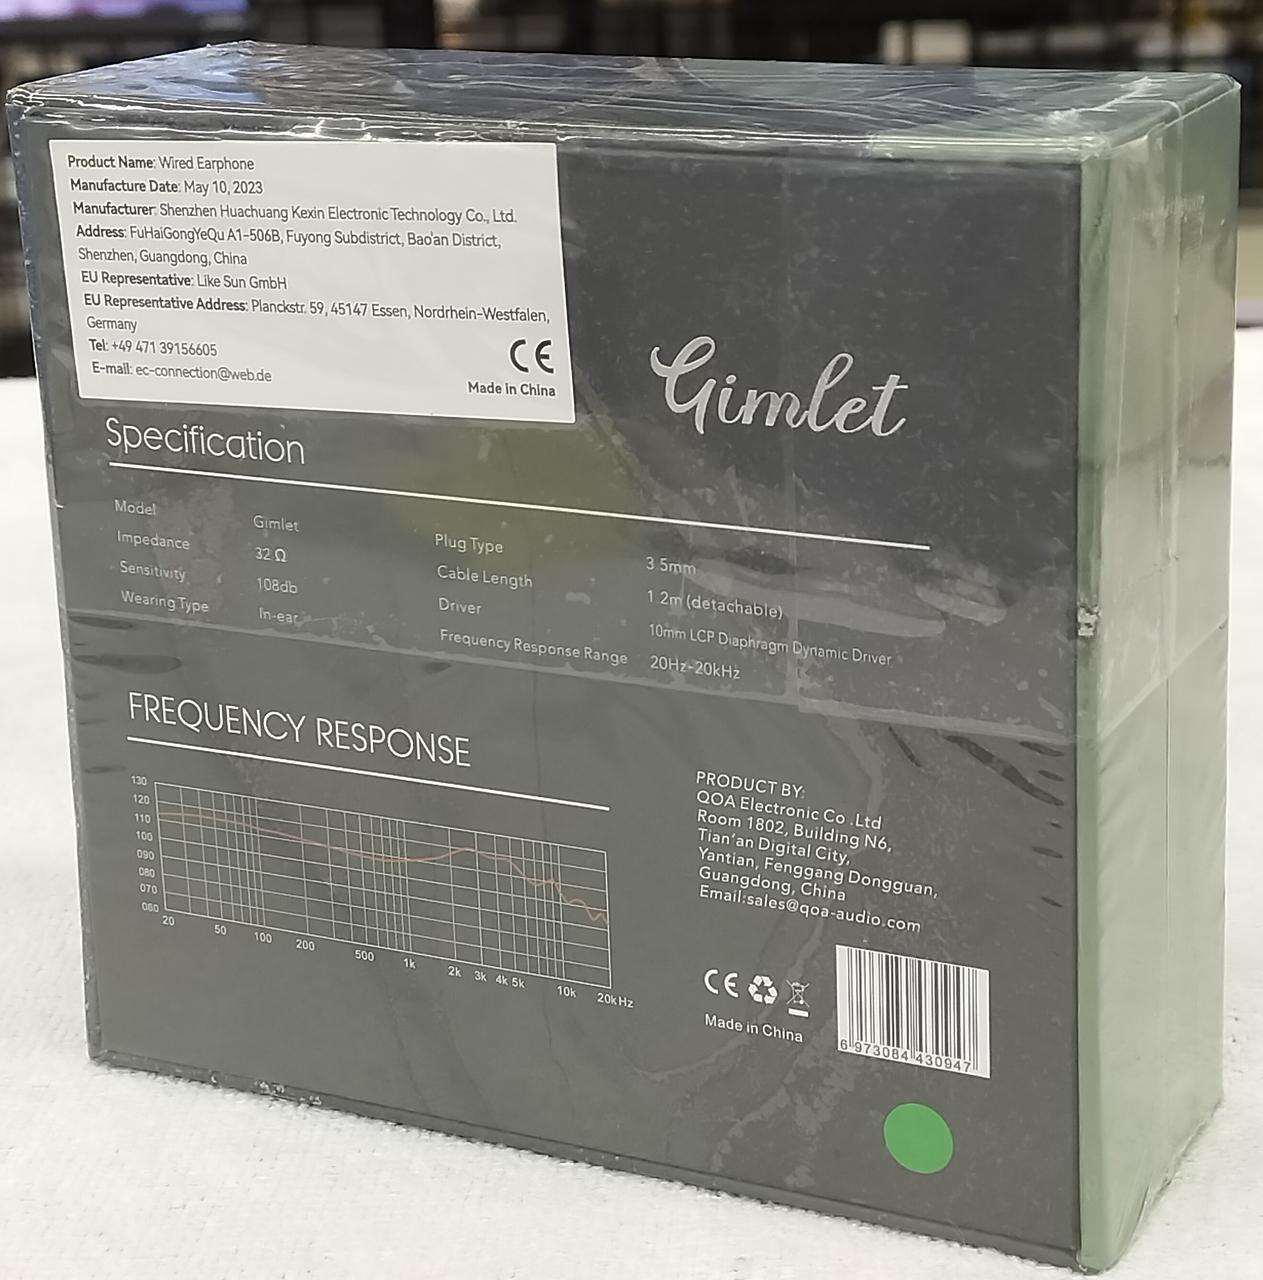 Product Name: Wired Earphone
Manufacture Date: May 10, 2023
Manufacturer: Shenzhen Huachuang Kexin Electronic Technology Co., Ltd.
Address: FuHaiGongYeQu A1-506B, Fuyong Subdistrict, Bao'an District,
Shenzhen, Guangdong, China
EU Representative: Like Sun GmbH
EU Representative Address: Planckstr. 59, 45147 Essen, Nordrhein-Westfalen,
Germany
Tel: +49 471 39156605
E-mail: ec-connection@web.de
CE
Made in China
Gimlet
Specification
Model Gimlet
Impedance 32 Ω
Sensitivity 108db
Wearing Type In-ear
Plug Type 3.5mm
Cable Length 1.2m (detachable)
Driver 10mm LCP Diaphragm Dynamic Driver
Frequency Response Range 20Hz-20kHz
FREQUENCY RESPONSE
130
120
110
100
090
080
070
060
20 50 100 200 500 1k 2k 3k 4k 5k 10k 20kHz
PRODUCT BY:
QOA Electronic Co .Ltd
Room 1802, Building N6,
Tian'an Digital City,
Yantian, Fenggang Dongguan,
Guangdong, China
Email:sales@qoa-audio.com
CE
Made in China
6 973084 430947